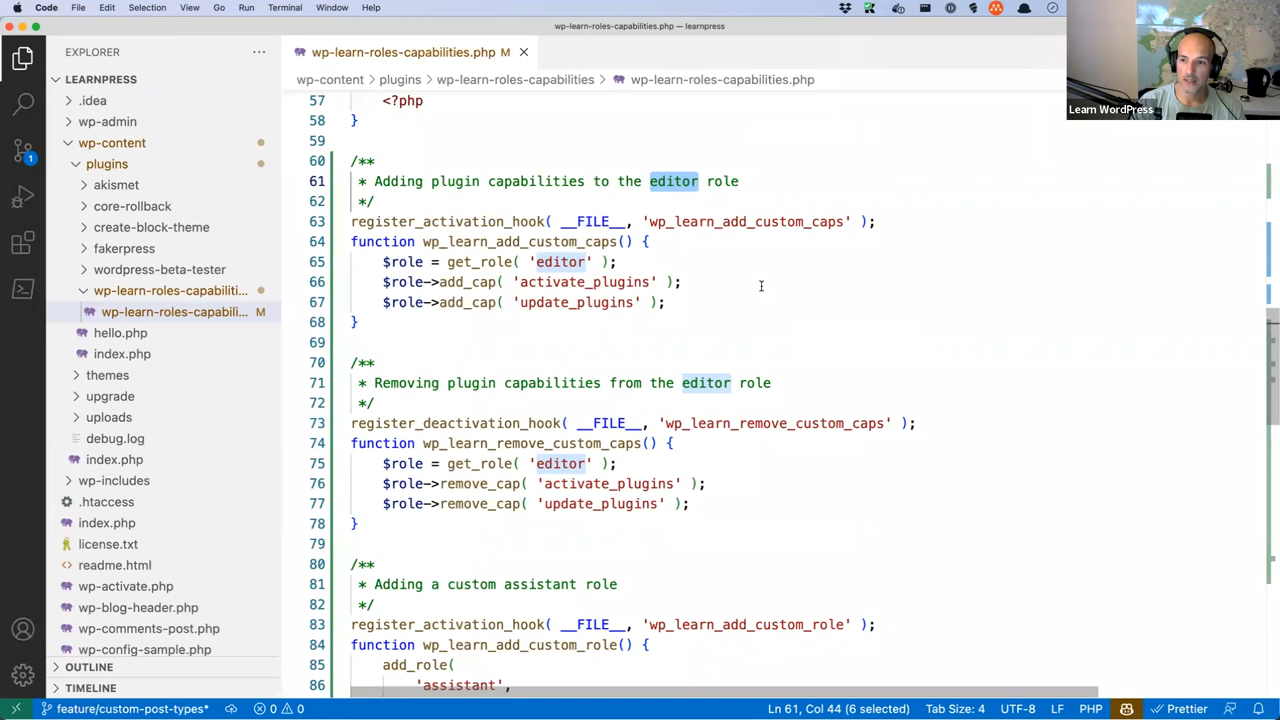 Code File Edit Selection View Go Run Terminal Window Help
wp-learn-roles-capabilities.php — learnpress
EXPLORER
wp-learn-roles-capabilities.php M
LEARNPRESS
.idea
wp-admin
wp-content
plugins
akismet
core-rollback
create-block-theme
fakerpress
wordpress-beta-tester
wp-learn-roles-capabiliti...
wp-learn-roles-capabili... M
hello.php
index.php
themes
upgrade
uploads
debug.log
index.php
wp-includes
.htaccess
index.php
license.txt
readme.html
wp-activate.php
wp-blog-header.php
wp-comments-post.php
wp-config-sample.php
OUTLINE
TIMELINE
1
wp-content > plugins > wp-learn-roles-capabilities > wp-learn-roles-capabilities.php
57 <?php
58 }
59
60 /**
61 * Adding plugin capabilities to the editor role
62 */
63 register_activation_hook( __FILE__, 'wp_learn_add_custom_caps' );
64 function wp_learn_add_custom_caps() {
65 $role = get_role( 'editor' );
66 $role->add_cap( 'activate_plugins' );
67 $role->add_cap( 'update_plugins' );
68 }
69
70 /**
71 * Removing plugin capabilities from the editor role
72 */
73 register_deactivation_hook( __FILE__, 'wp_learn_remove_custom_caps' );
74 function wp_learn_remove_custom_caps() {
75 $role = get_role( 'editor' );
76 $role->remove_cap( 'activate_plugins' );
77 $role->remove_cap( 'update_plugins' );
78 }
79
80 /**
81 * Adding a custom assistant role
82 */
83 register_activation_hook( __FILE__, 'wp_learn_add_custom_role' );
84 function wp_learn_add_custom_role() {
85 add_role(
86 'assistant',
Learn WordPress
feature/custom-post-types* 0 0 Ln 61, Col 44 (6 selected) Tab Size: 4 UTF-8 LF PHP Prettier